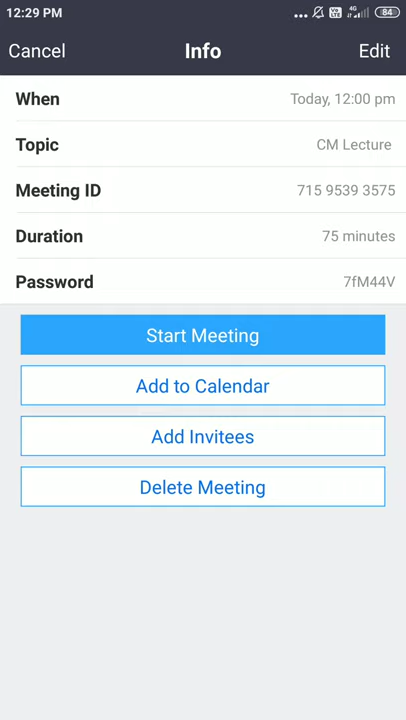 12:29 PM ... 4G 84
Cancel Info Edit
When Today, 12:00 pm
Topic CM Lecture
Meeting ID 715 9539 3575
Duration 75 minutes
Password 7fM44V
Start Meeting
Add to Calendar
Add Invitees
Delete Meeting